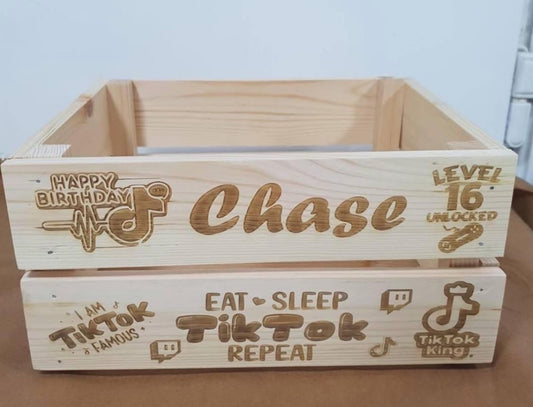 HAPPY
BIRTHDAY
Chase
LEVEL
16
UNLOCKED
I AM
TikTok
FAMOUS
EAT SLEEP
TikTok
REPEAT
TikTok
King